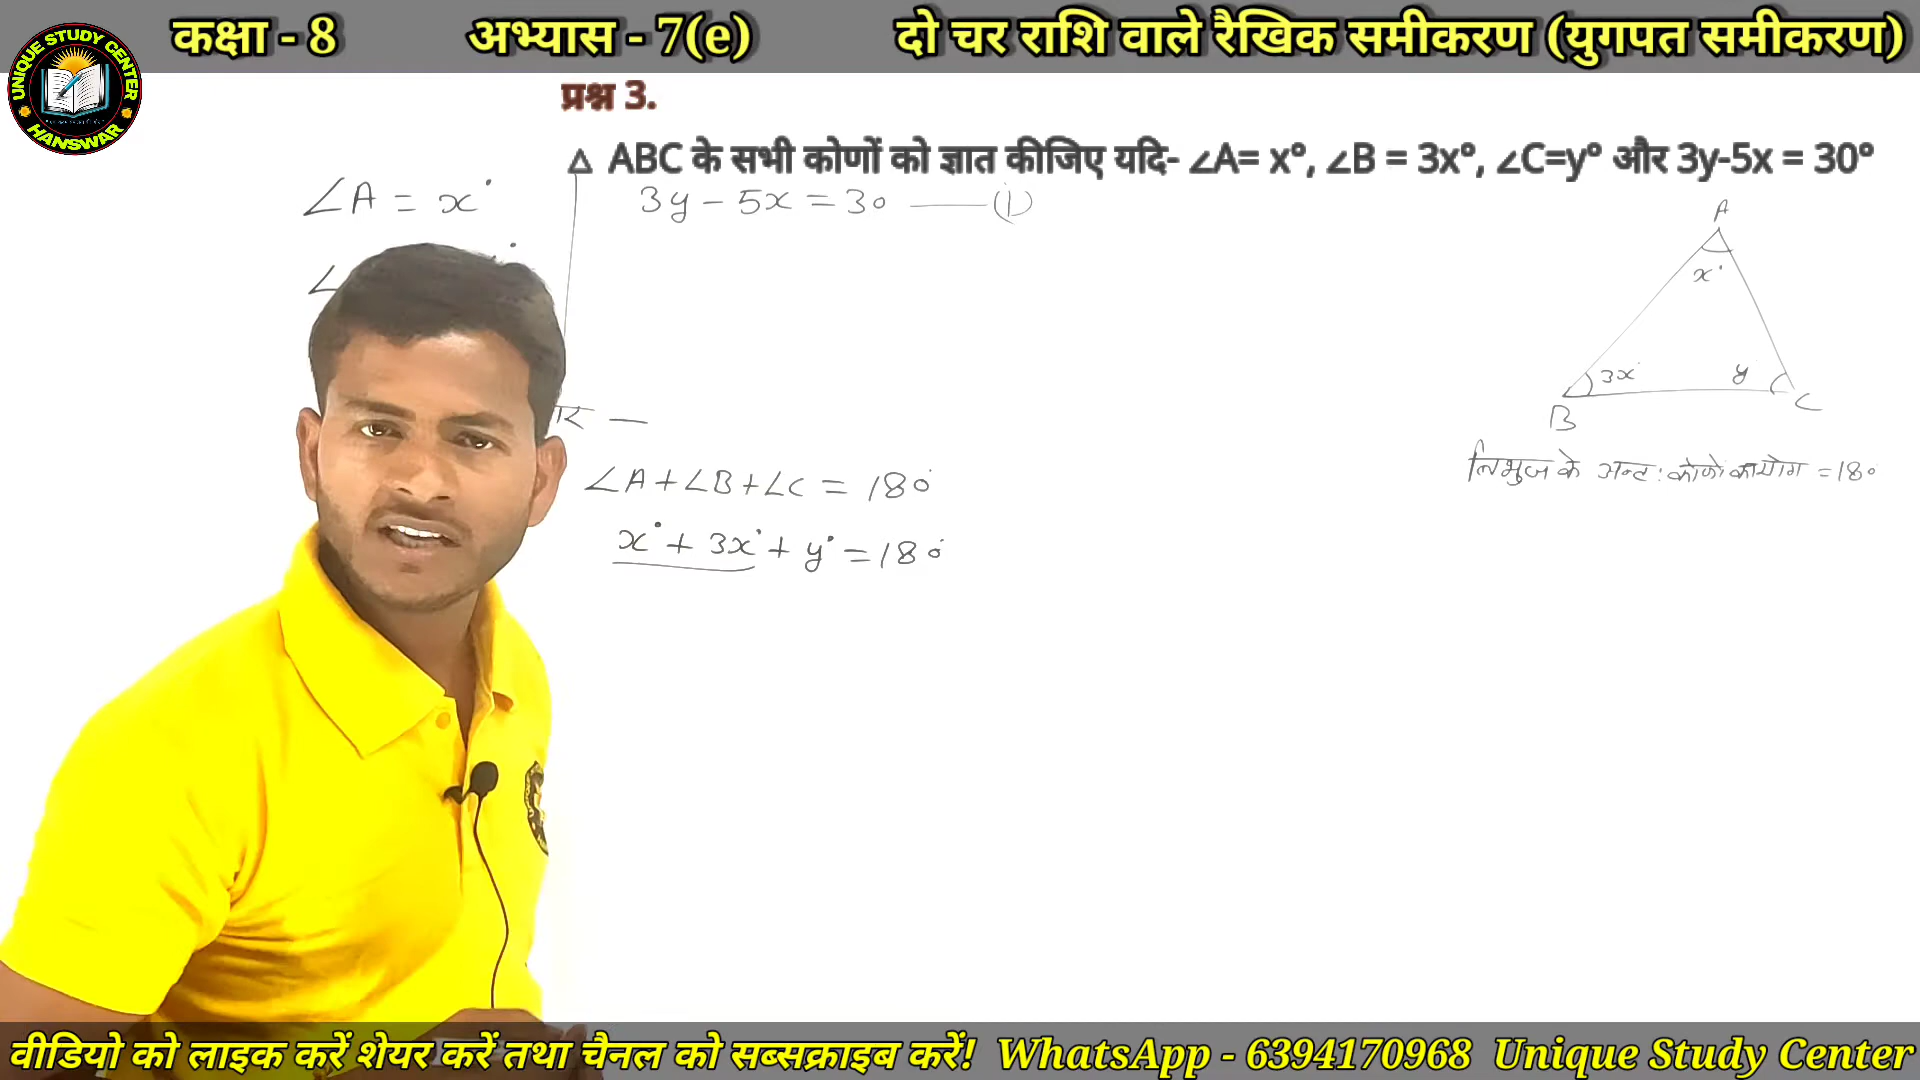 कक्षा - 8 अभ्यास - 7(e) दो चर राशि वाले रैखिक समीकरण (युगपत समीकरण)
UNIQUE STUDY CENTER
HANSWAR
प्रश्न 3.
△ ABC के सभी कोणों को ज्ञात कीजिए यदि- ∠A= x°, ∠B = 3x°, ∠C=y° और 3y-5x = 30°
∠A = x°
3y - 5x = 30 —— (1)
∠
A
x°
3x°
y
B
C
त्रिभुज के अन्तः कोणों का योग = 180
∠A + ∠B + ∠C = 180°
x° + 3x° + y° = 180°
वीडियो को लाइक करें शेयर करें तथा चैनल को सब्सक्राइब करें! WhatsApp - 6394170968 Unique Study Center